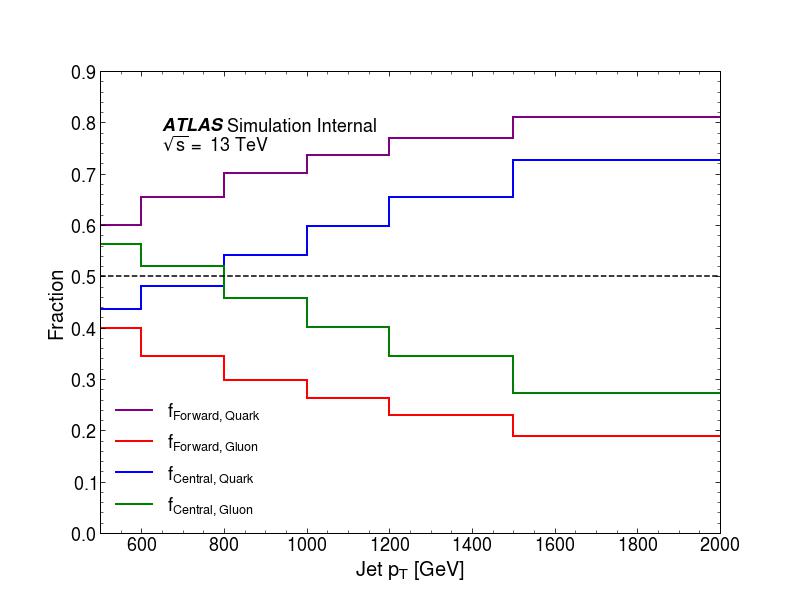 0.9
0.8
0.7
0.6
0.5
0.4
0.3
0.2
0.1
0.0
Fraction
ATLAS Simulation Internal
√s = 13 TeV
f_Forward, Quark
f_Forward, Gluon
f_Central, Quark
f_Central, Gluon
600 800 1000 1200 1400 1600 1800 2000
Jet p_T [GeV]